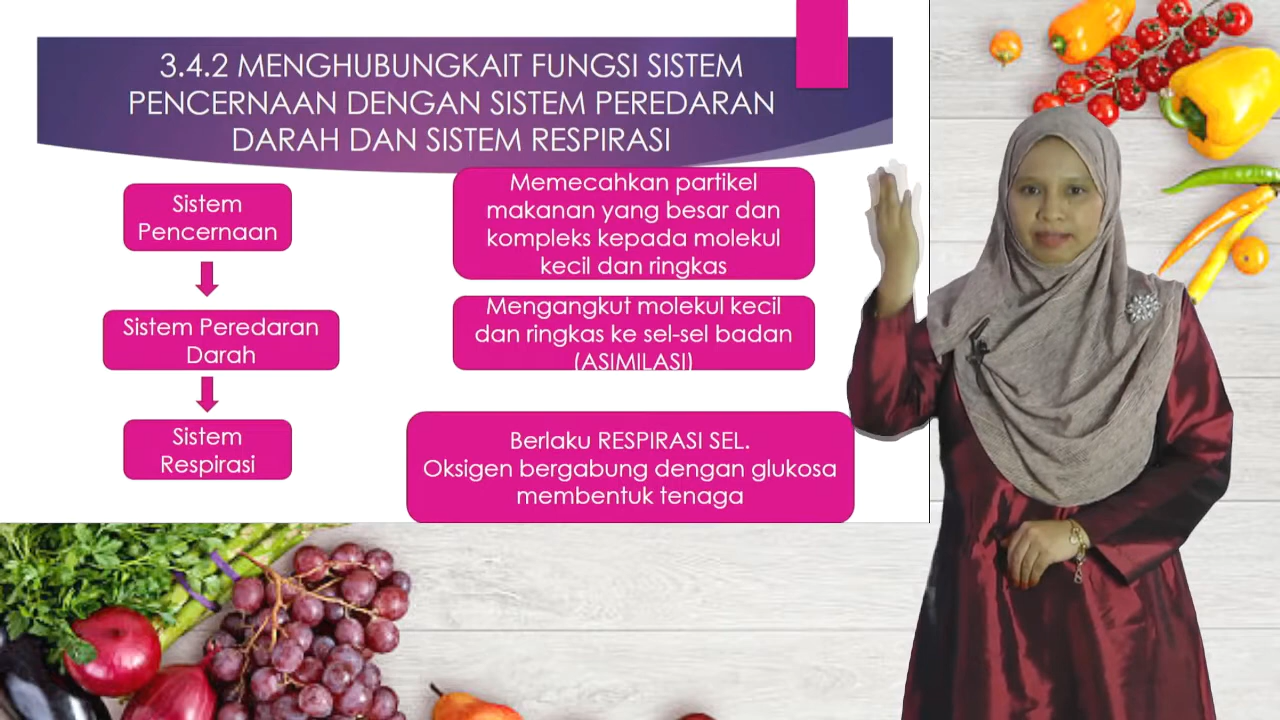 3.4.2 MENGHUBUNGKAIT FUNGSI SISTEM
PENCERNAAN DENGAN SISTEM PEREDARAN
DARAH DAN SISTEM RESPIRASI
Sistem
Pencernaan
Memecahkan partikel
makanan yang besar dan
kompleks kepada molekul
kecil dan ringkas
Sistem Peredaran
Darah
Mengangkut molekul kecil
dan ringkas ke sel-sel badan
(ASIMILASI)
Sistem
Respirasi
Berlaku RESPIRASI SEL.
Oksigen bergabung dengan glukosa
membentuk tenaga